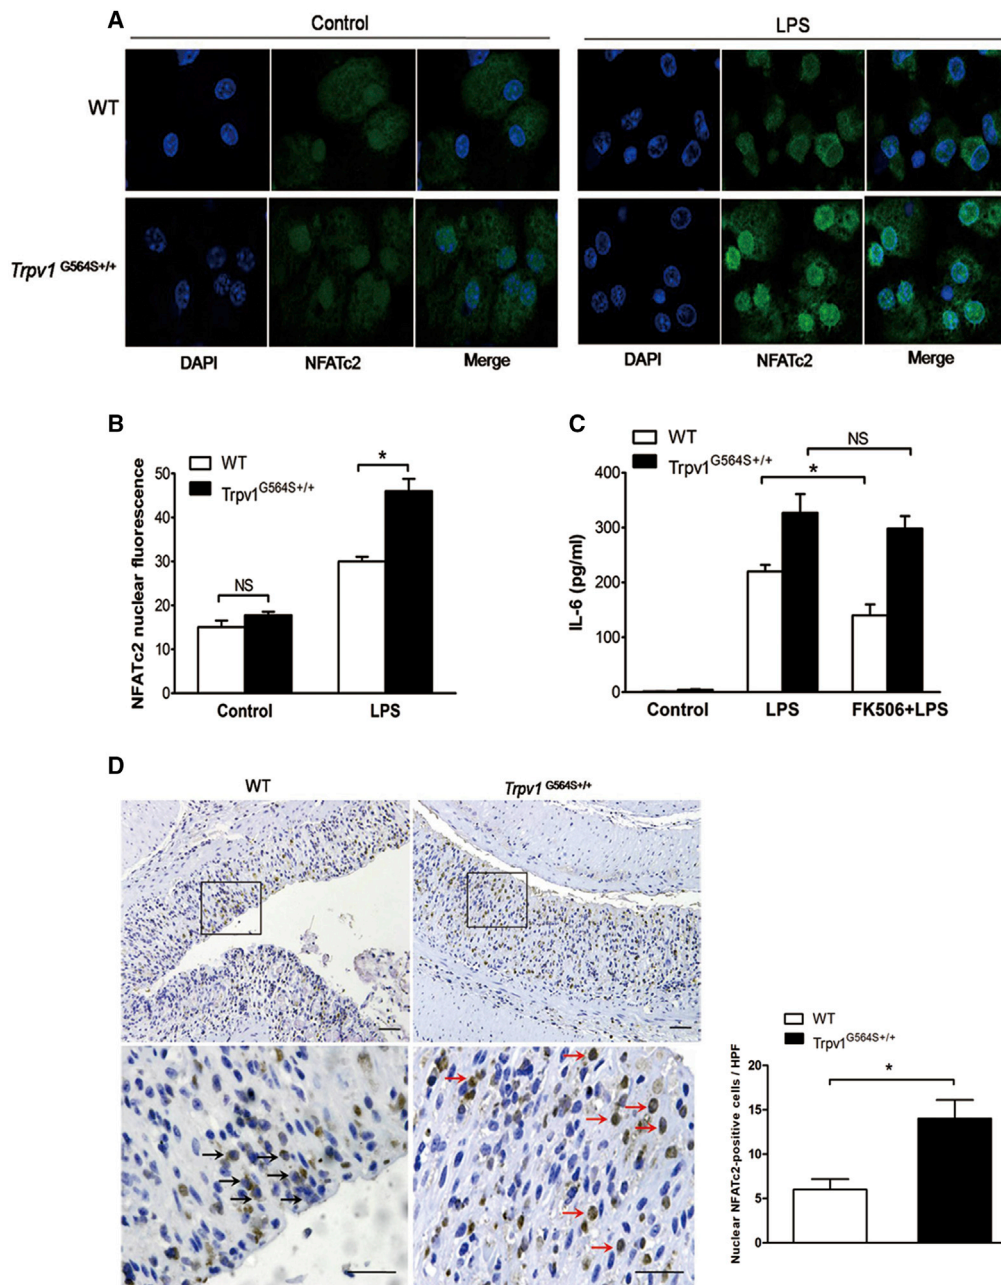 A
Control
LPS
WT
Trpv1 G564S+/+
DAPI
NFATc2
Merge
DAPI
NFATc2
Merge
B
WT
Trpv1G564S+/+
NFATc2 nuclear fluorescence
50
40
30
20
10
0
NS
*
Control
LPS
C
WT
Trpv1G564S+/+
IL-6 (pg/ml)
400
300
200
100
0
NS
*
Control
LPS
FK506+LPS
D
WT
Trpv1 G564S+/+
WT
Trpv1G564S+/+
Nuclear NFATc2-positive cells / HPF
20
15
10
5
0
*